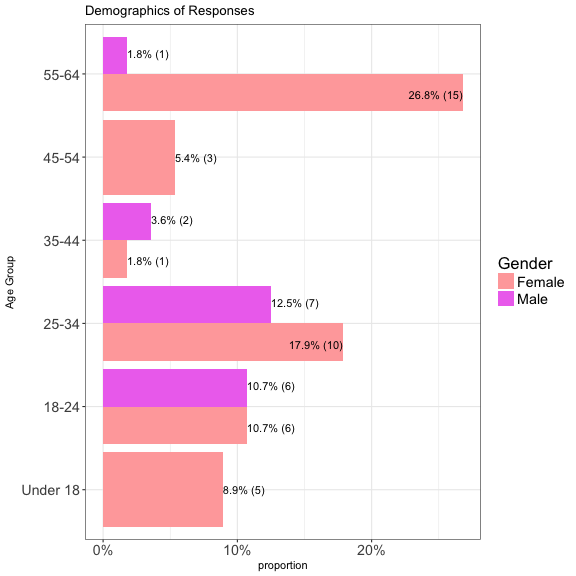 Demographics of Responses
1.8% (1)
55-64
26.8% (15)
45-54
5.4% (3)
3.6% (2)
35-44
1.8% (1)
Age Group
Gender
Female
Male
12.5% (7)
25-34
17.9% (10)
10.7% (6)
18-24
10.7% (6)
Under 18
8.9% (5)
0%
10%
20%
proportion